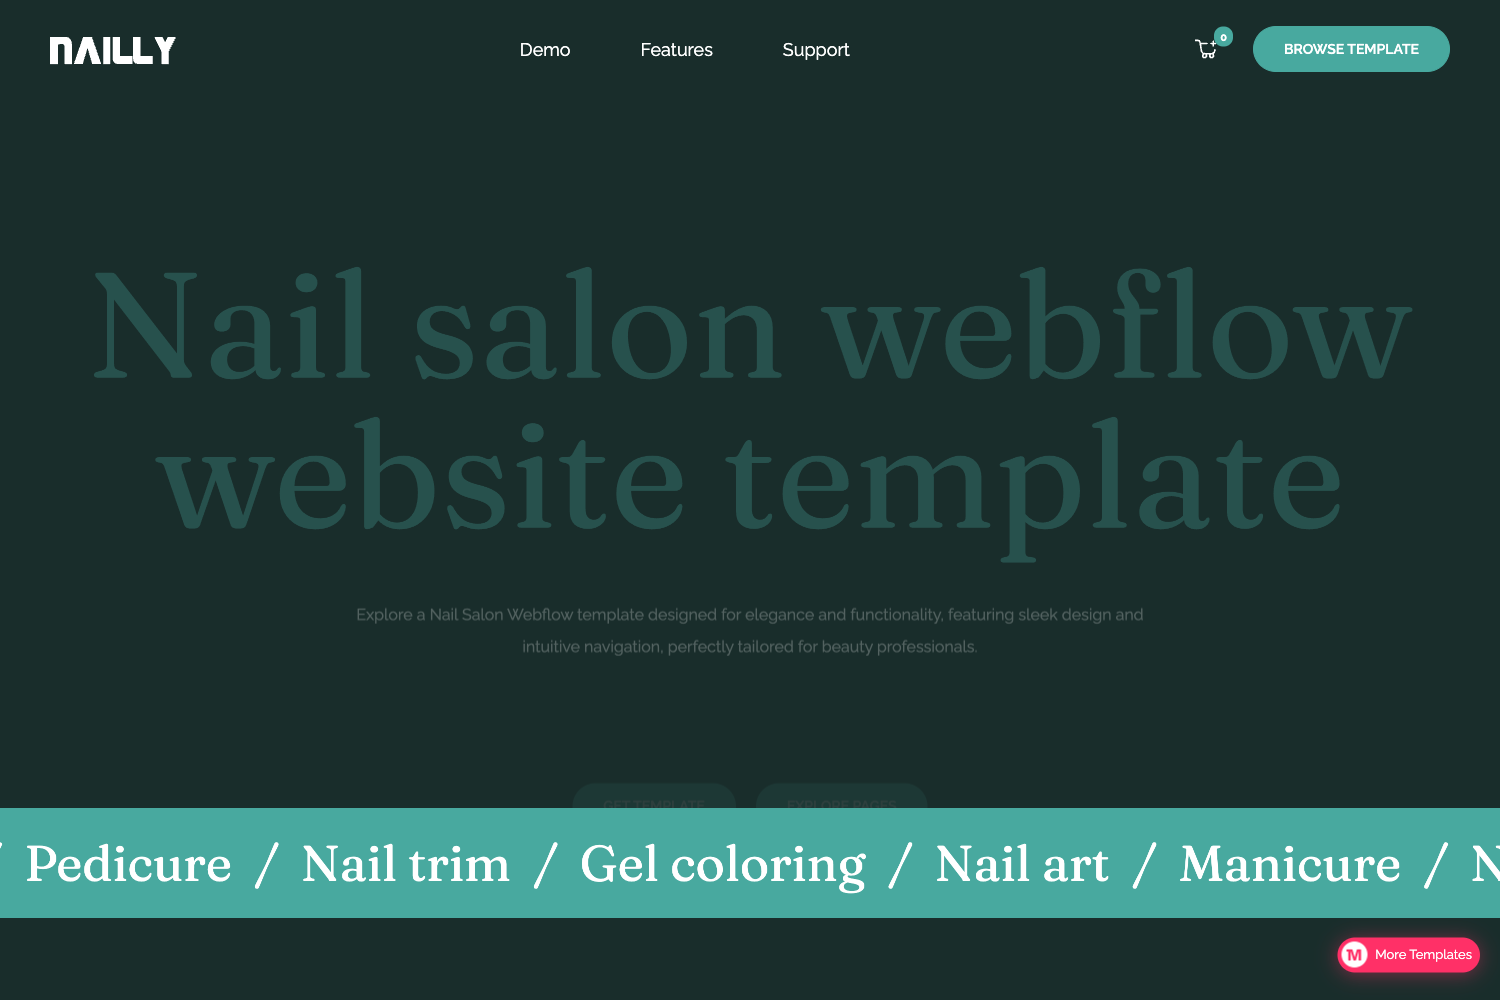 NAILLY
Demo
Features
Support
0
BROWSE TEMPLATE
Nail salon webflow
website template
Explore a Nail Salon Webflow template designed for elegance and functionality, featuring sleek design and
intuitive navigation, perfectly tailored for beauty professionals.
GET TEMPLATE
EXPLORE PAGES
/ Pedicure / Nail trim / Gel coloring / Nail art / Manicure / N
M More Templates